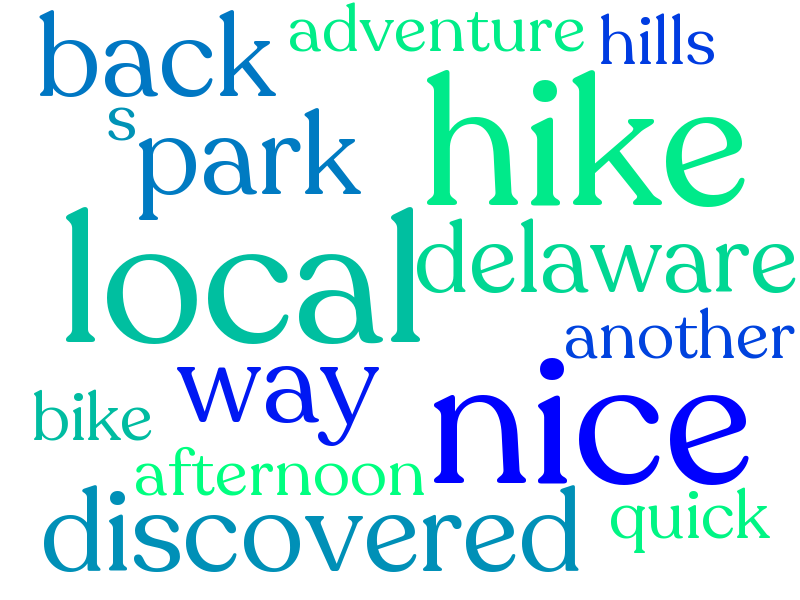 back adventure hills
s park hike
local delaware
another
bike way nice
afternoon
discovered quick